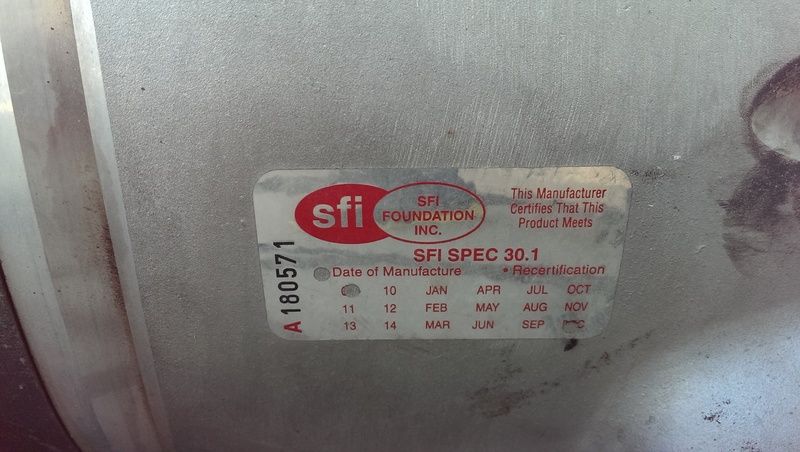 sfi
SFI
FOUNDATION
INC.
This Manufacturer
Certifies That This
Product Meets
SFI SPEC 30.1
Date of Manufacture • Recertification
10 JAN APR JUL OCT
11 12 FEB MAY AUG NOV
13 14 MAR JUN SEP
A 180571